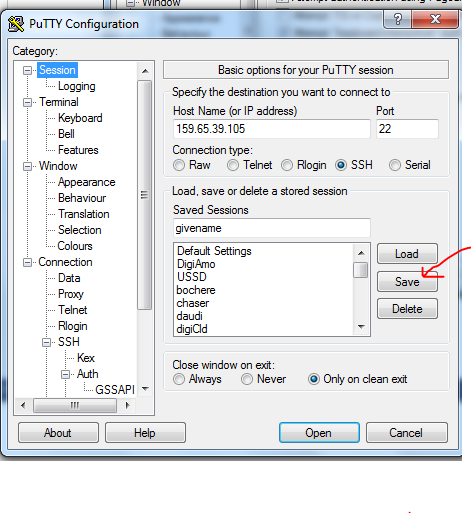 Window
PuTTY Configuration
Category:
Session
Logging
Terminal
Keyboard
Bell
Features
Window
Appearance
Behaviour
Translation
Selection
Colours
Connection
Data
Proxy
Telnet
Rlogin
SSH
Kex
Auth
GSSAPI
Basic options for your PuTTY session
Specify the destination you want to connect to
Host Name (or IP address) Port
159.65.39.105 22
Connection type:
Raw Telnet Rlogin SSH Serial
Load, save or delete a stored session
Saved Sessions
givename
Default Settings
DigiAmo
USSD
bochere
chaser
daudi
digiCld
Load
Save
Delete
Close window on exit:
Always Never Only on clean exit
About Help Open Cancel